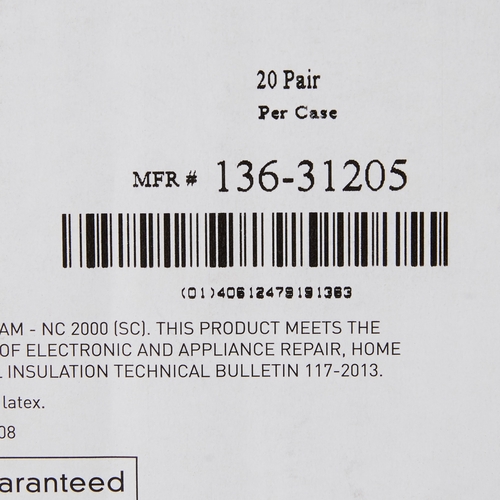 20 Pair
Per Case
MFR # 136-31205
(01)40612479191363
AM - NC 2000 (SC). THIS PRODUCT MEETS THE
OF ELECTRONIC AND APPLIANCE REPAIR, HOME
L INSULATION TECHNICAL BULLETIN 117-2013.
latex.
08
aranteed